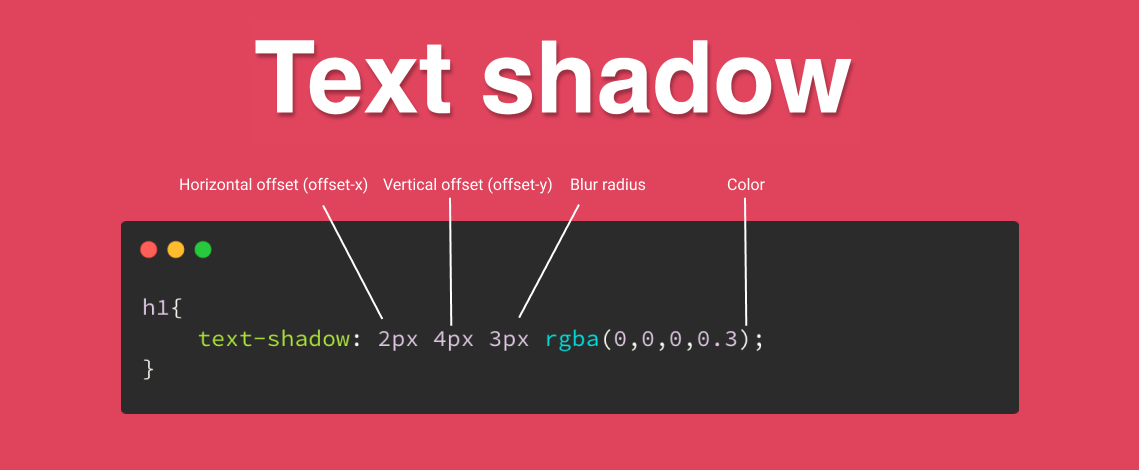 Text shadow
Horizontal offset (offset-x) Vertical offset (offset-y) Blur radius Color
h1{
text-shadow: 2px 4px 3px rgba(0,0,0,0.3);
}